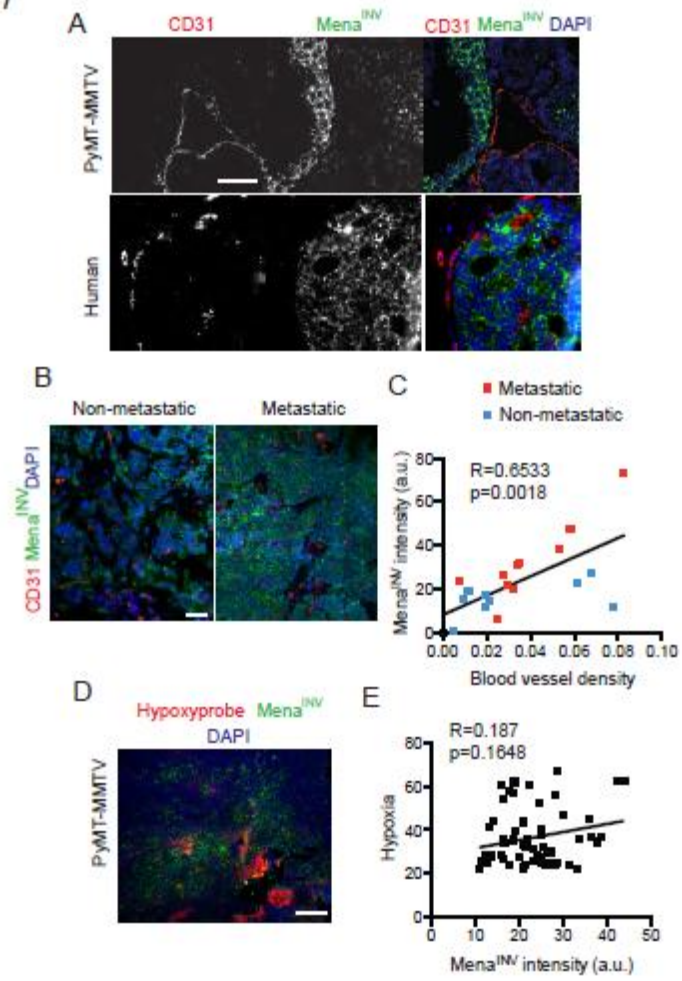 A
CD31 Mena^INV CD31 Mena^INV DAPI
PyMT-MMTV
Human
B
Non-metastatic Metastatic
CD31 Mena^INV DAPI
C
Metastatic
Non-metastatic
R=0.6533
p=0.0018
Mena^INV intensity (a.u.)
80
60
40
20
0
0.00 0.02 0.04 0.06 0.08 0.10
Blood vessel density
D
Hypoxyprobe Mena^INV
DAPI
PyMT-MMTV
E
R=0.187
p=0.1648
Hypoxia
80
60
40
20
0
0 10 20 30 40 50
Mena^INV intensity (a.u.)